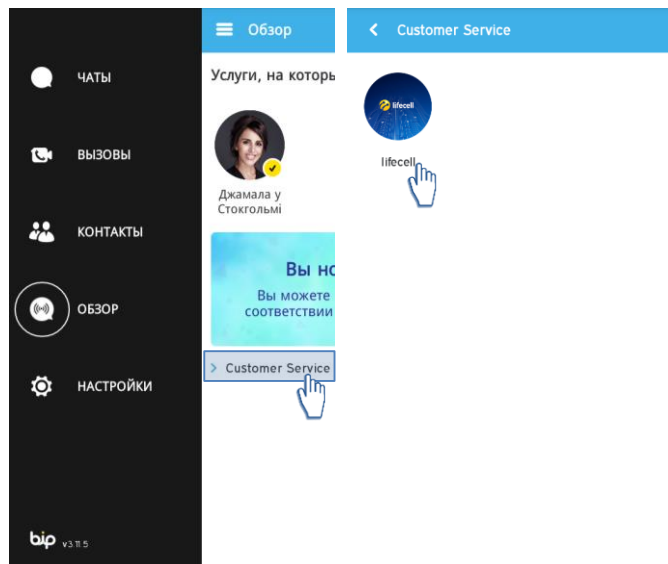 ЧАТЫ
ВЫЗОВЫ
КОНТАКТЫ
ОБЗОР
НАСТРОЙКИ
bip v3.11.5
Обзор
Услуги, на которь
Джамала у
Стокгольмі
Вы но
Вы можете
соответствии
Customer Service
Customer Service
lifecell
lifecell